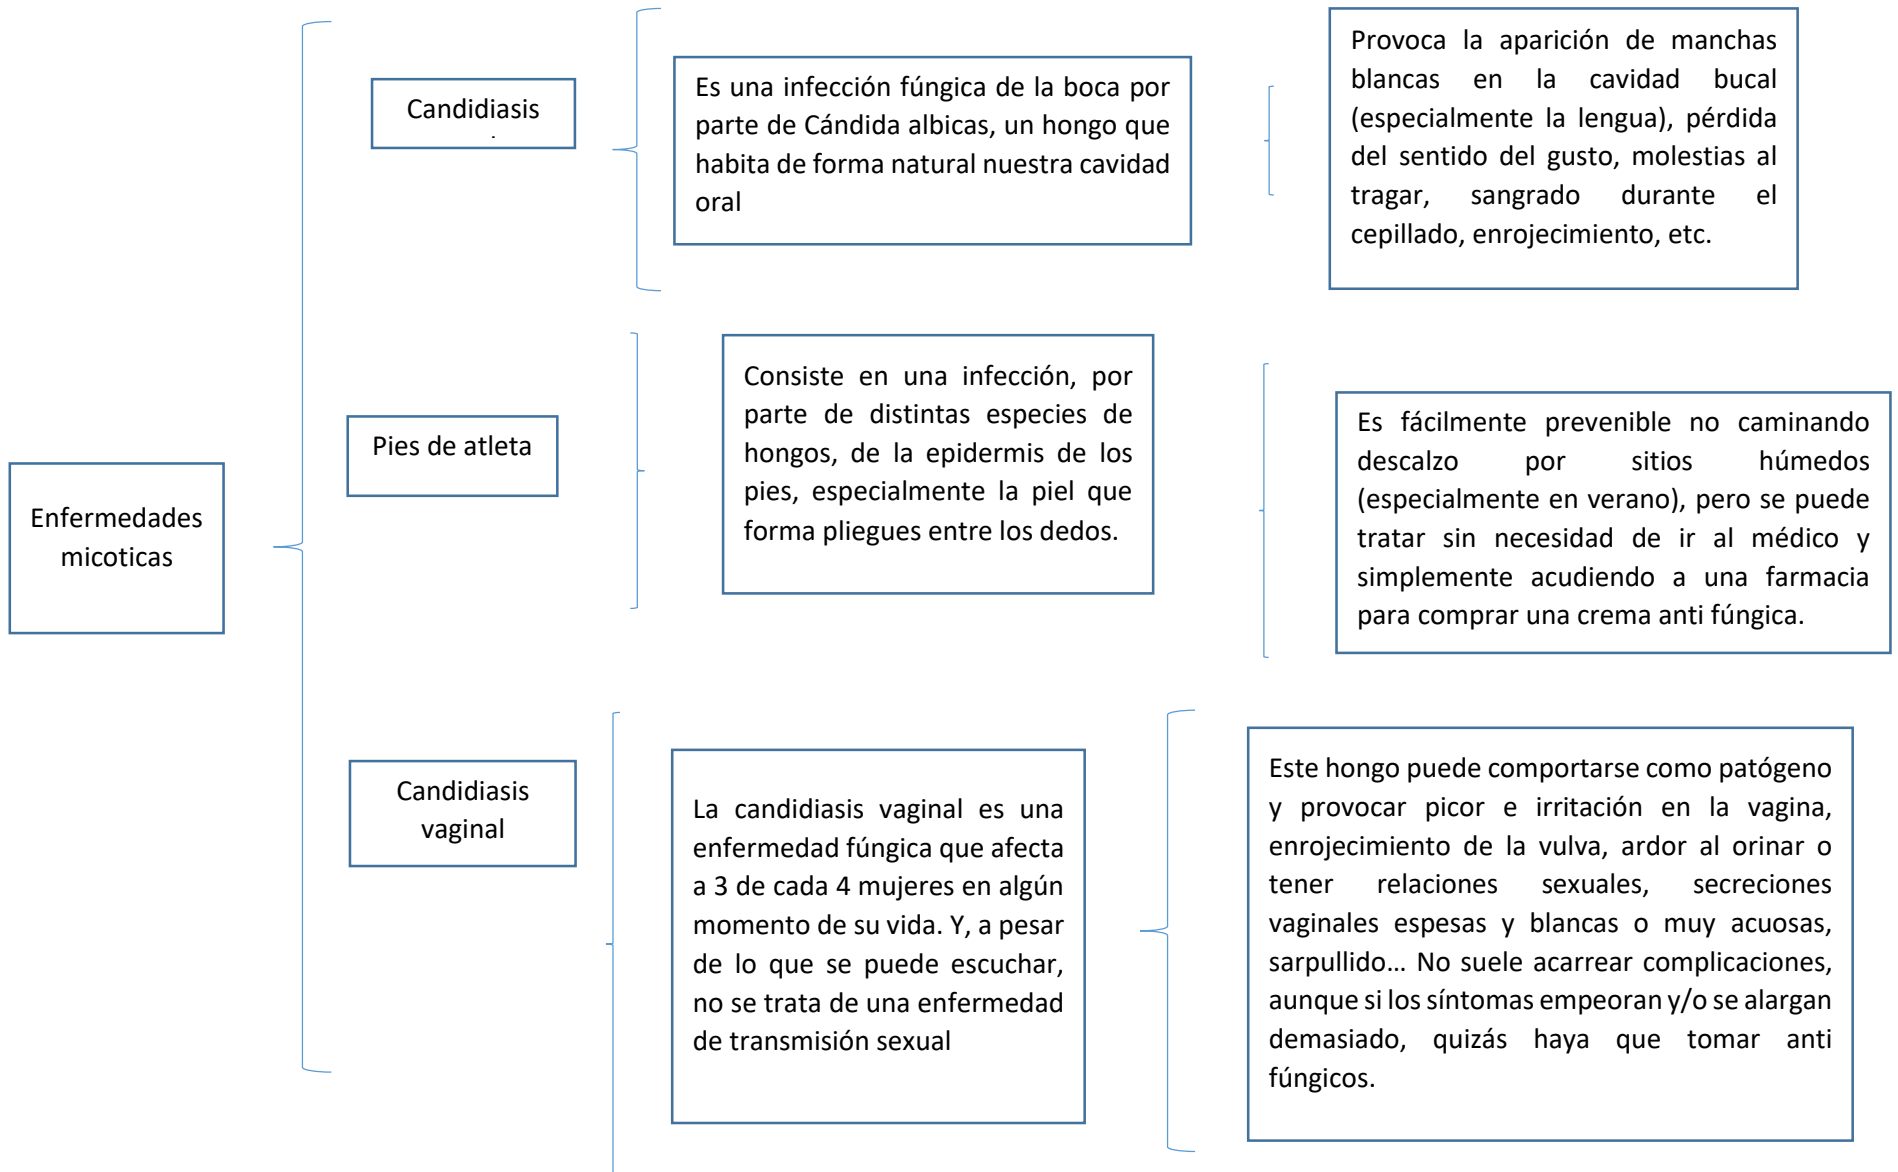 Enfermedades
micoticas
Candidiasis
Es una infección fúngica de la boca por
parte de Cándida albicas, un hongo que
habita de forma natural nuestra cavidad
oral
Provoca la aparición de manchas
blancas en la cavidad bucal
(especialmente la lengua), pérdida
del sentido del gusto, molestias al
tragar, sangrado durante el
cepillado, enrojecimiento, etc.
Pies de atleta
Consiste en una infección, por
parte de distintas especies de
hongos, de la epidermis de los
pies, especialmente la piel que
forma pliegues entre los dedos.
Es fácilmente prevenible no caminando
descalzo por sitios húmedos
(especialmente en verano), pero se puede
tratar sin necesidad de ir al médico y
simplemente acudiendo a una farmacia
para comprar una crema anti fúngica.
Candidiasis
vaginal
La candidiasis vaginal es una
enfermedad fúngica que afecta
a 3 de cada 4 mujeres en algún
momento de su vida. Y, a pesar
de lo que se puede escuchar,
no se trata de una enfermedad
de transmisión sexual
Este hongo puede comportarse como patógeno
y provocar picor e irritación en la vagina,
enrojecimiento de la vulva, ardor al orinar o
tener relaciones sexuales, secreciones
vaginales espesas y blancas o muy acuosas,
sarpullido… No suele acarrear complicaciones,
aunque si los síntomas empeoran y/o se alargan
demasiado, quizás haya que tomar anti
fúngicos.